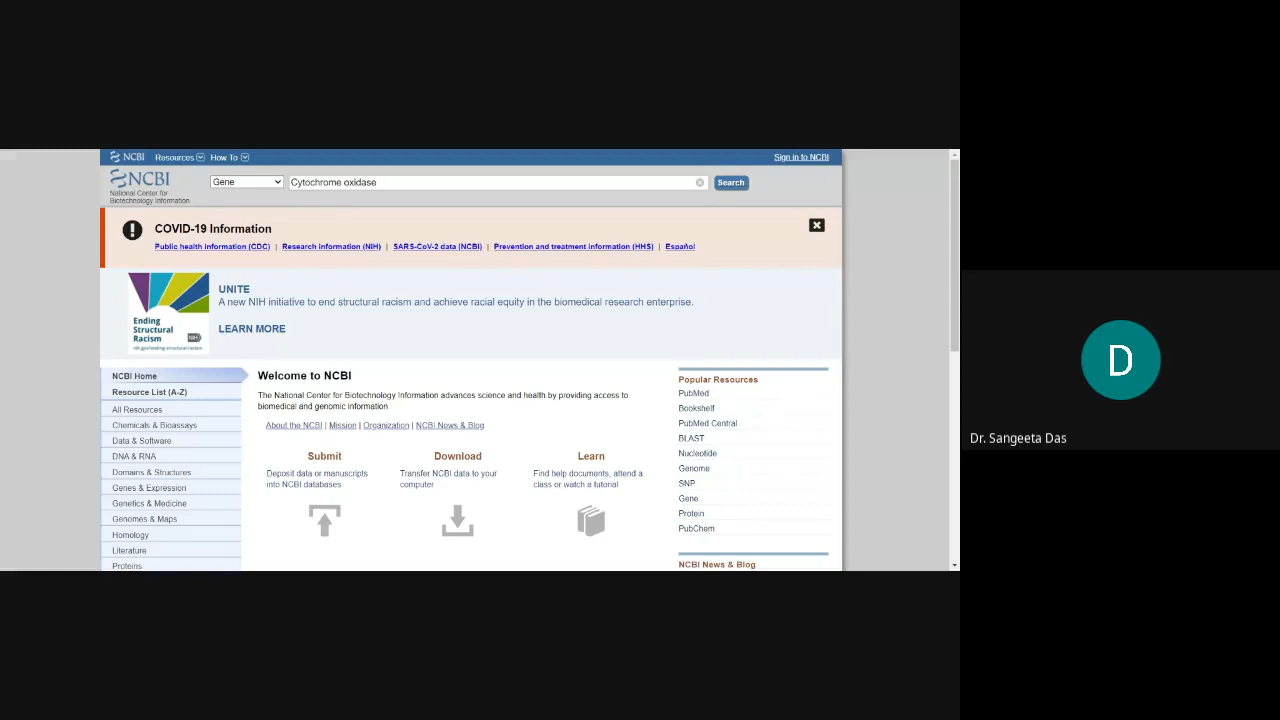 NCBI Resources How To Sign in to NCBI
NCBI
National Center for
Biotechnology Information
Gene Cytochrome oxidase Search
COVID-19 Information
Public health information (CDC) | Research information (NIH) | SARS-CoV-2 data (NCBI) | Prevention and treatment information (HHS) | Español
Ending
Structural
Racism
NIH
nih.gov/ending-structural-racism
UNITE
A new NIH initiative to end structural racism and achieve racial equity in the biomedical research enterprise.
LEARN MORE
NCBI Home
Resource List (A-Z)
All Resources
Chemicals & Bioassays
Data & Software
DNA & RNA
Domains & Structures
Genes & Expression
Genetics & Medicine
Genomes & Maps
Homology
Literature
Proteins
Welcome to NCBI
The National Center for Biotechnology Information advances science and health by providing access to
biomedical and genomic information
About the NCBI | Mission | Organization | NCBI News & Blog
Submit
Deposit data or manuscripts
into NCBI databases
Download
Transfer NCBI data to your
computer
Learn
Find help documents, attend a
class or watch a tutorial
Popular Resources
PubMed
Bookshelf
PubMed Central
BLAST
Nucleotide
Genome
SNP
Gene
Protein
PubChem
NCBI News & Blog
D
Dr. Sangeeta Das